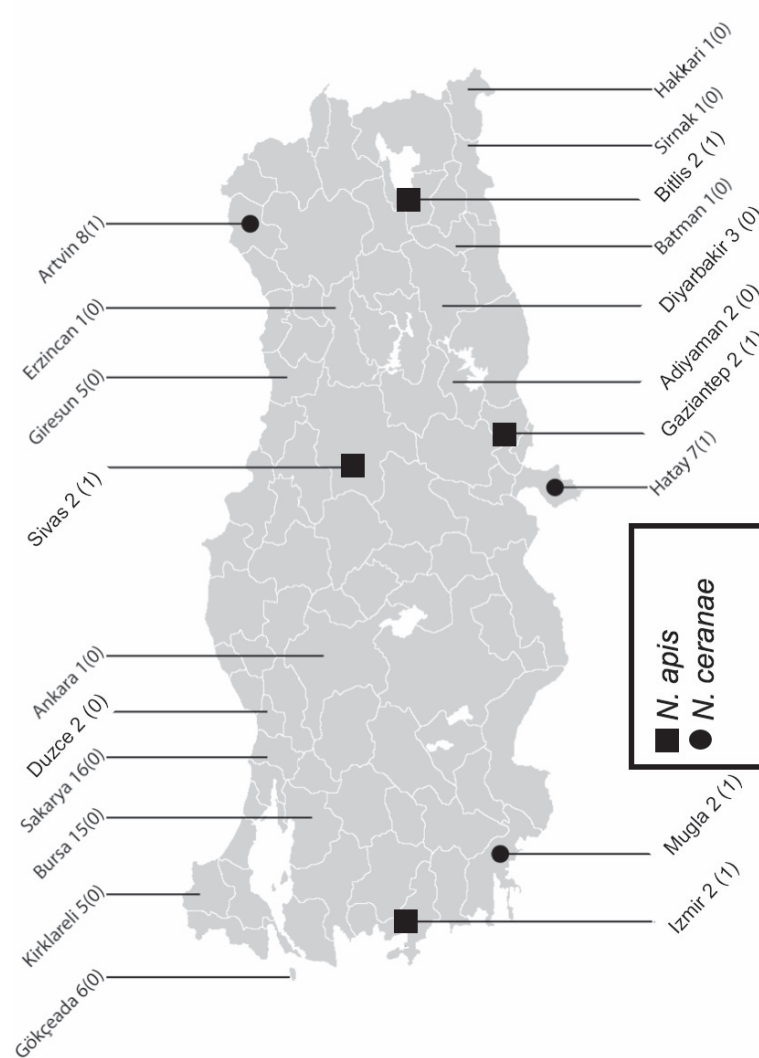 Hakkari 1(0)
Sirnak 1(0)
Bitlis 2 (1)
Batman 1(0)
Diyarbakir 3 (0)
Adiyaman 2 (0)
Gaziantep 2 (1)
Hatay 7(1)
Artvin 8(1)
Erzincan 1(0)
Giresun 5(0)
Sivas 2 (1)
Ankara 1(0)
Duzce 2 (0)
Sakarya 16(0)
Bursa 15(0)
Kirklareli 5(0)
Gökçeada 6(0)
N. apis
N. ceranae
Mugla 2 (1)
Izmir 2 (1)